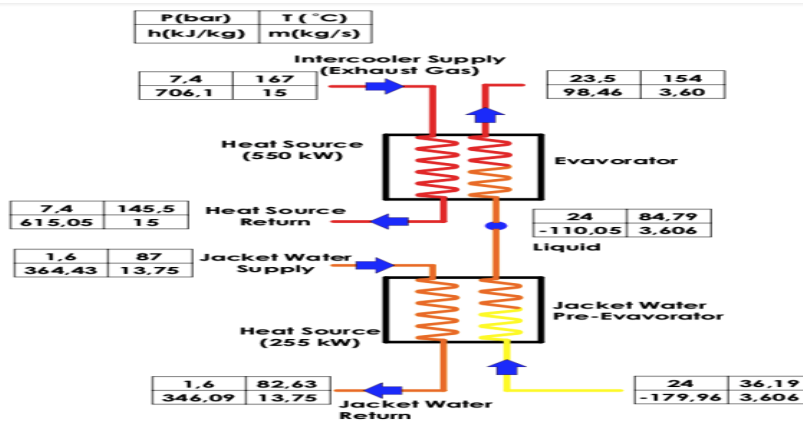 P(bar) T(°C)
h(kJ/kg) m(kg/s)
Intercooler Supply
(Exhaust Gas)
7,4 167
706,1 15
23,5 154
98,46 3,60
Heat Source
(550 kW)
Evavorator
7,4 145,5
615,05 15
Heat Source
Return
24 84,79
-110,05 3,606
Liquid
1,6 87
364,43 13,75
Jacket Water
Supply
Heat Source
(255 kW)
Jacket Water
Pre-Evavorator
1,6 82,63
346,09 13,75
Jacket Water
Return
24 36,19
-179,96 3,606